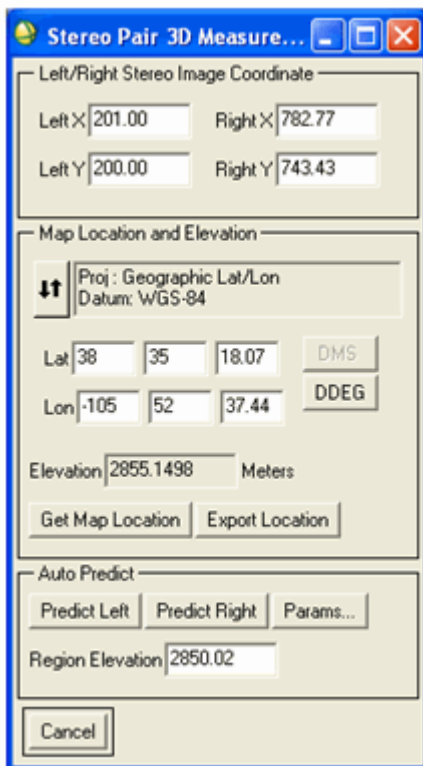 Stereo Pair 3D Measure...
Left/Right Stereo Image Coordinate
Left X 201.00 Right X 782.77
Left Y 200.00 Right Y 743.43
Map Location and Elevation
Proj : Geographic Lat/Lon
Datum: WGS-84
Lat 38 35 18.07 DMS
Lon -105 52 37.44 DDEG
Elevation 2855.1498 Meters
Get Map Location Export Location
Auto Predict
Predict Left Predict Right Params...
Region Elevation 2850.02
Cancel